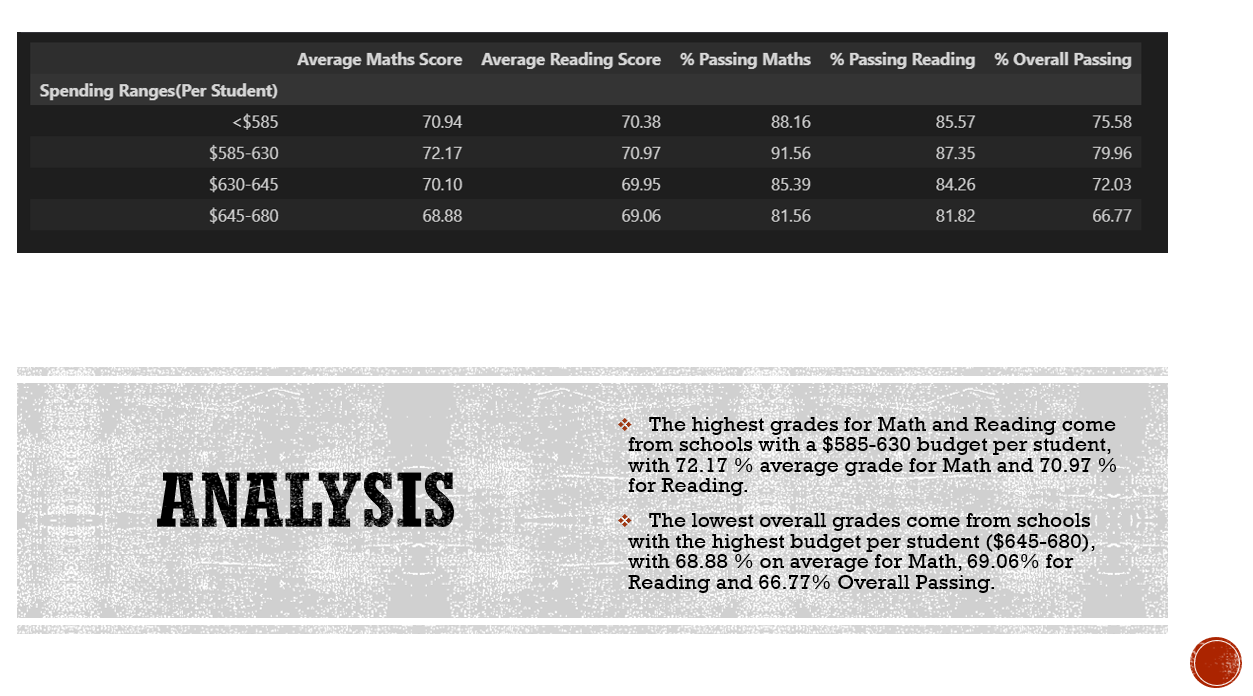 Average Maths Score Average Reading Score % Passing Maths % Passing Reading % Overall Passing
Spending Ranges(Per Student)
<$585 70.94 70.38 88.16 85.57 75.58
$585-630 72.17 70.97 91.56 87.35 79.96
$630-645 70.10 69.95 85.39 84.26 72.03
$645-680 68.88 69.06 81.56 81.82 66.77
ANALYSIS
❖ The highest grades for Math and Reading come
from schools with a $585-630 budget per student,
with 72.17 % average grade for Math and 70.97 %
for Reading.
❖ The lowest overall grades come from schools
with the highest budget per student ($645-680),
with 68.88 % on average for Math, 69.06% for
Reading and 66.77% Overall Passing.